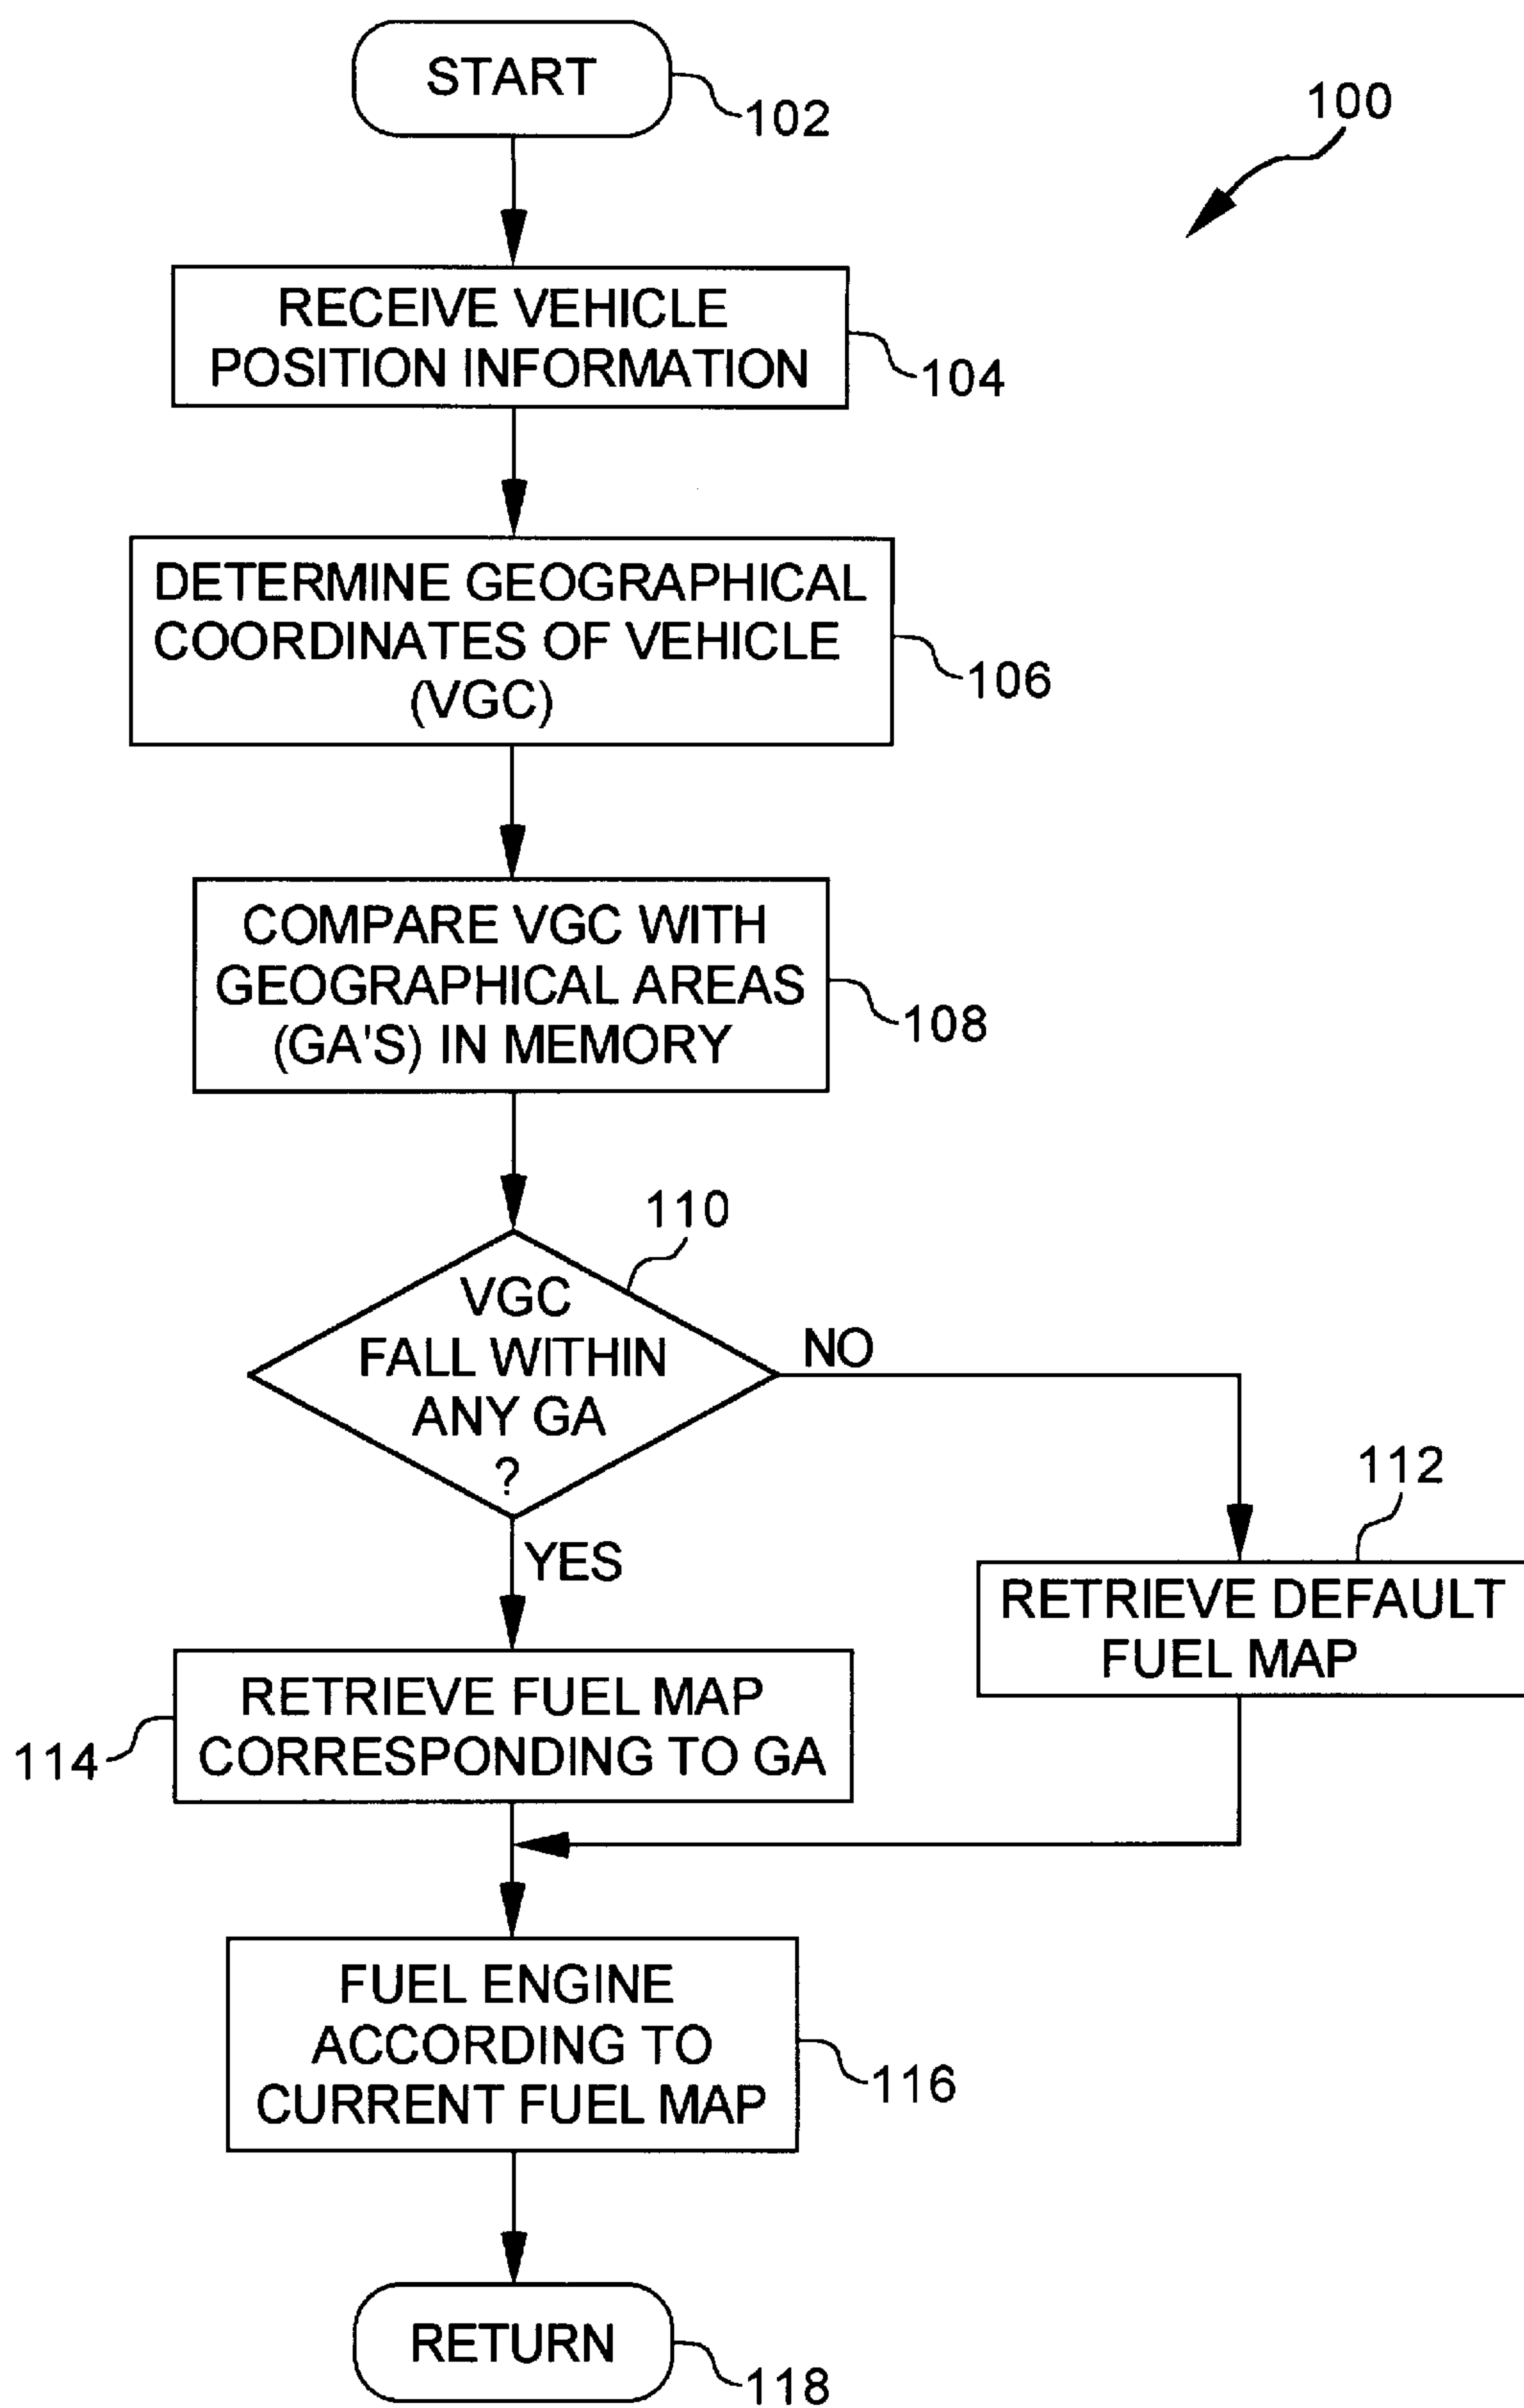 START
102
100
RECEIVE VEHICLE
POSITION INFORMATION
104
DETERMINE GEOGRAPHICAL
COORDINATES OF VEHICLE
(VGC)
106
COMPARE VGC WITH
GEOGRAPHICAL AREAS
(GA'S) IN MEMORY
108
110
VGC
FALL WITHIN
ANY GA
?
NO
YES
112
RETRIEVE DEFAULT
FUEL MAP
RETRIEVE FUEL MAP
CORRESPONDING TO GA
114
FUEL ENGINE
ACCORDING TO
CURRENT FUEL MAP
116
RETURN
118